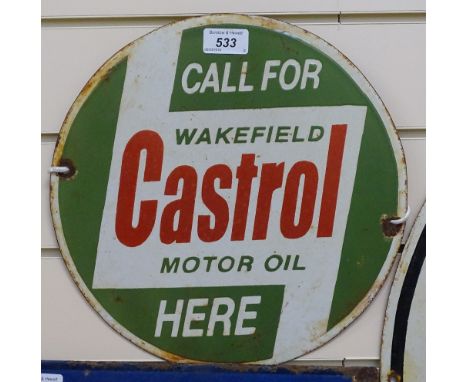 533
CALL FOR
WAKEFIELD
Castrol
MOTOR OIL
HERE